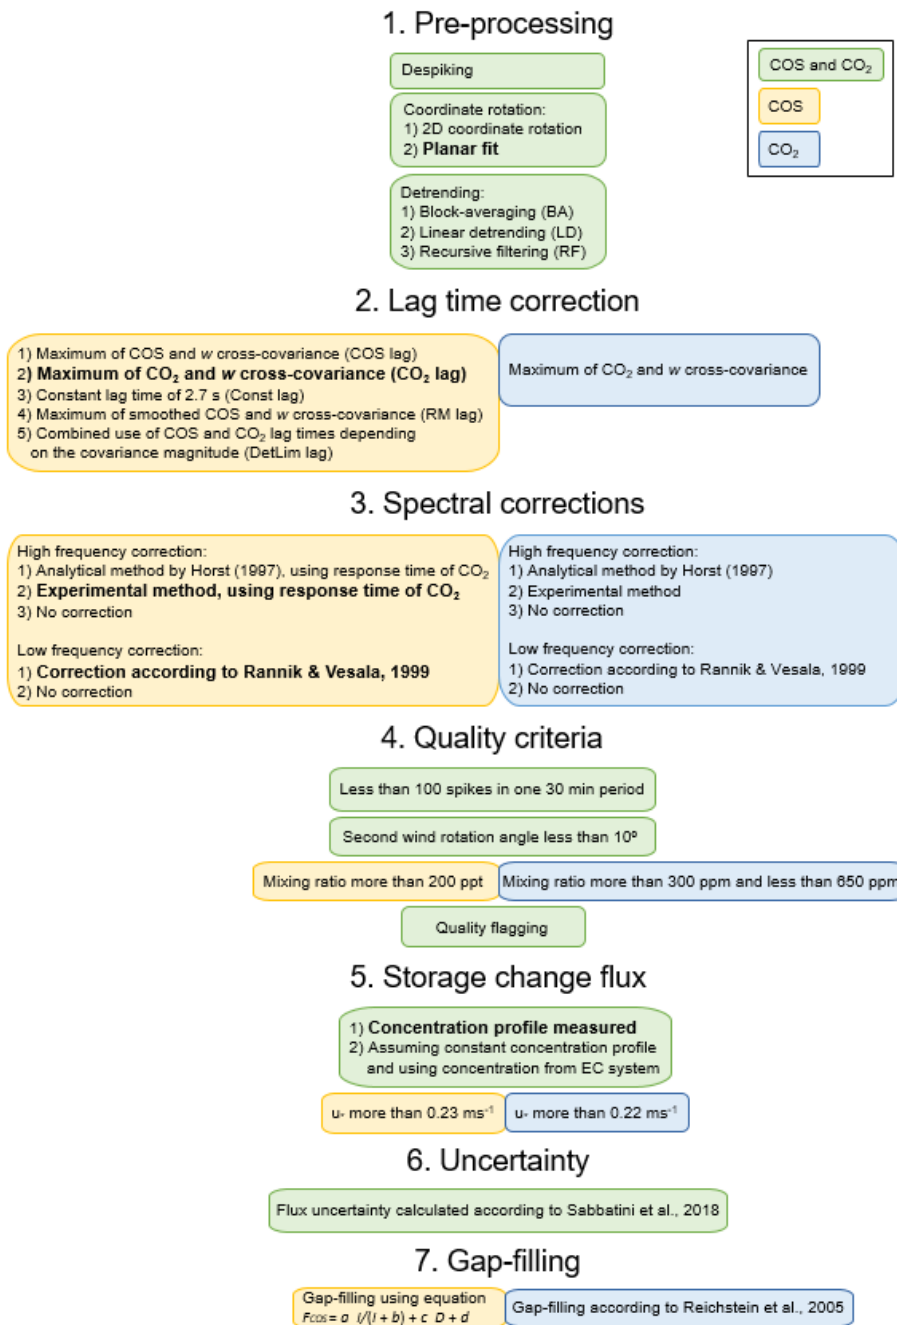 1. Pre-processing
COS and CO₂
COS
CO₂
Despiking
Coordinate rotation:
1) 2D coordinate rotation
2) Planar fit
Detrending:
1) Block-averaging (BA)
2) Linear detrending (LD)
3) Recursive filtering (RF)
2. Lag time correction
1) Maximum of COS and w cross-covariance (COS lag)
2) Maximum of CO₂ and w cross-covariance (CO₂ lag)
3) Constant lag time of 2.7 s (Const lag)
4) Maximum of smoothed COS and w cross-covariance (RM lag)
5) Combined use of COS and CO₂ lag times depending
on the covariance magnitude (DetLim lag)
Maximum of CO₂ and w cross-covariance
3. Spectral corrections
High frequency correction:
1) Analytical method by Horst (1997), using response time of CO₂
2) Experimental method, using response time of CO₂
3) No correction
Low frequency correction:
1) Correction according to Rannik & Vesala, 1999
2) No correction
High frequency correction:
1) Analytical method by Horst (1997)
2) Experimental method
3) No correction
Low frequency correction:
1) Correction according to Rannik & Vesala, 1999
2) No correction
4. Quality criteria
Less than 100 spikes in one 30 min period
Second wind rotation angle less than 10º
Mixing ratio more than 200 ppt
Mixing ratio more than 300 ppm and less than 650 ppm
Quality flagging
5. Storage change flux
1) Concentration profile measured
2) Assuming constant concentration profile
and using concentration from EC system
u* more than 0.23 ms⁻¹
u* more than 0.22 ms⁻¹
6. Uncertainty
Flux uncertainty calculated according to Sabbatini et al., 2018
7. Gap-filling
Gap-filling using equation
Fcos = a I/(I + b) + c D + d
Gap-filling according to Reichstein et al., 2005